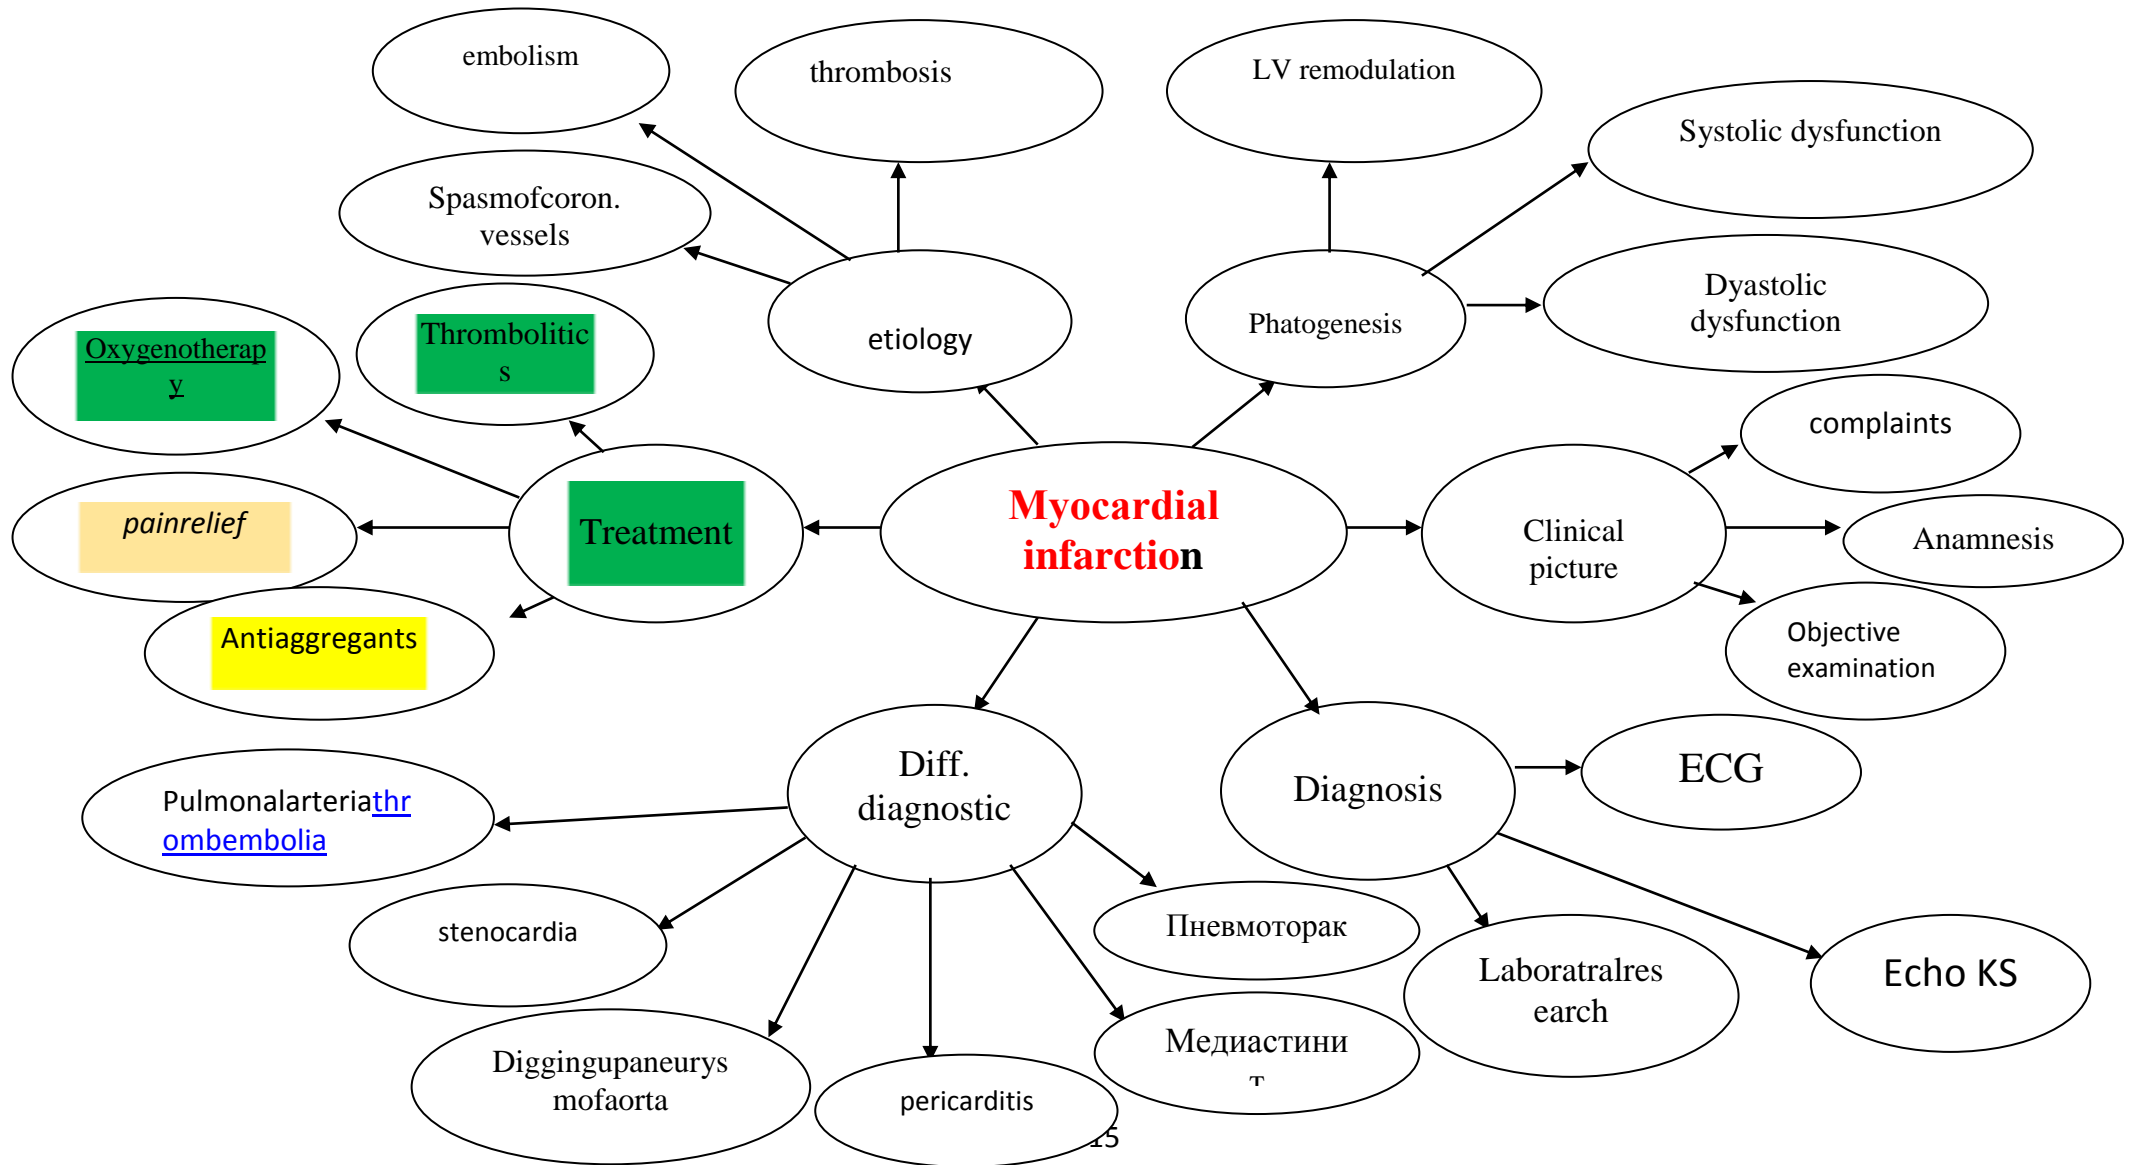 embolism
thrombosis
LV remodulation
Systolic dysfunction
Spasmofcoron.
vessels
Dyastolic
dysfunction
etiology
Phatogenesis
Oxygenotherap
y
Thrombolitic
s
complaints
painrelief
Treatment
Myocardial
infarction
Clinical
picture
Anamnesis
Antiaggregants
Objective
examination
Diff.
diagnostic
Diagnosis
ECG
Pulmonalarteriathr
ombembolia
stenocardia
Пневмоторак
Laboratralres
earch
Echo KS
Diggingupaneurys
mofaorta
pericarditis
Медиастини
т
15